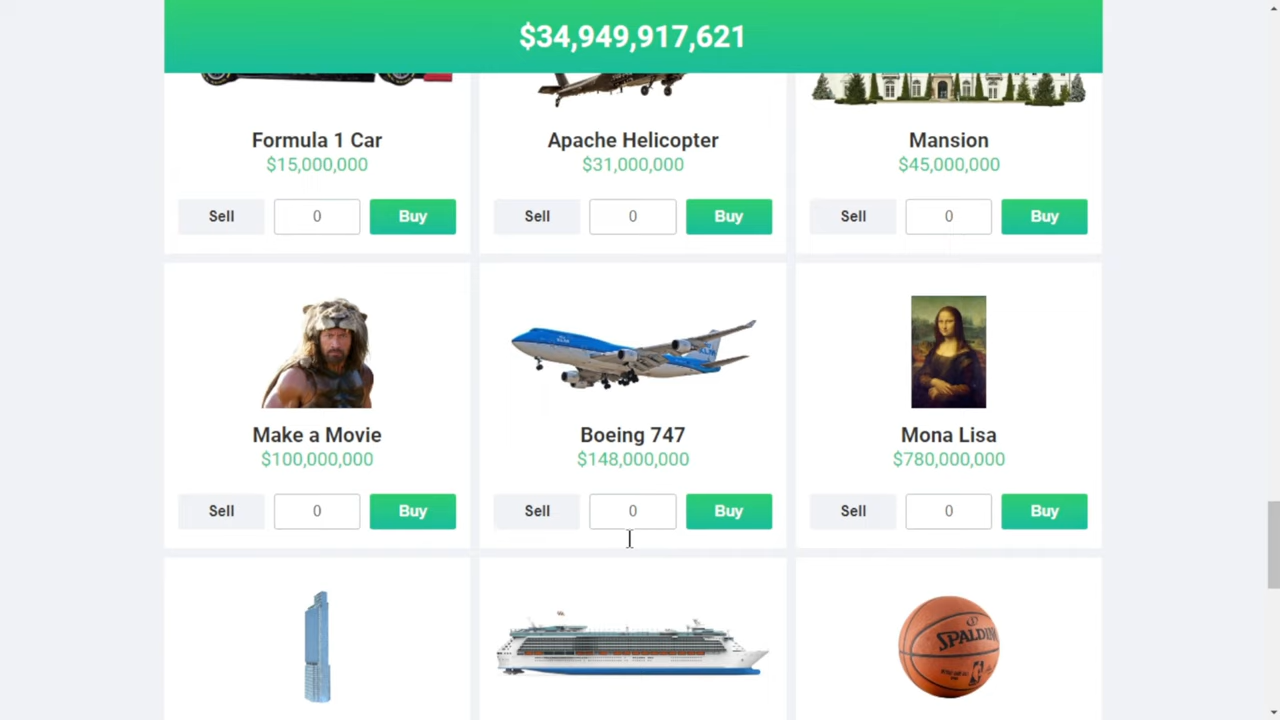 $34,949,917,621
Formula 1 Car
$15,000,000
Sell 0 Buy
Apache Helicopter
$31,000,000
Sell 0 Buy
Mansion
$45,000,000
Sell 0 Buy
Make a Movie
$100,000,000
Sell 0 Buy
Boeing 747
$148,000,000
Sell 0 Buy
Mona Lisa
$780,000,000
Sell 0 Buy
SPALDIN